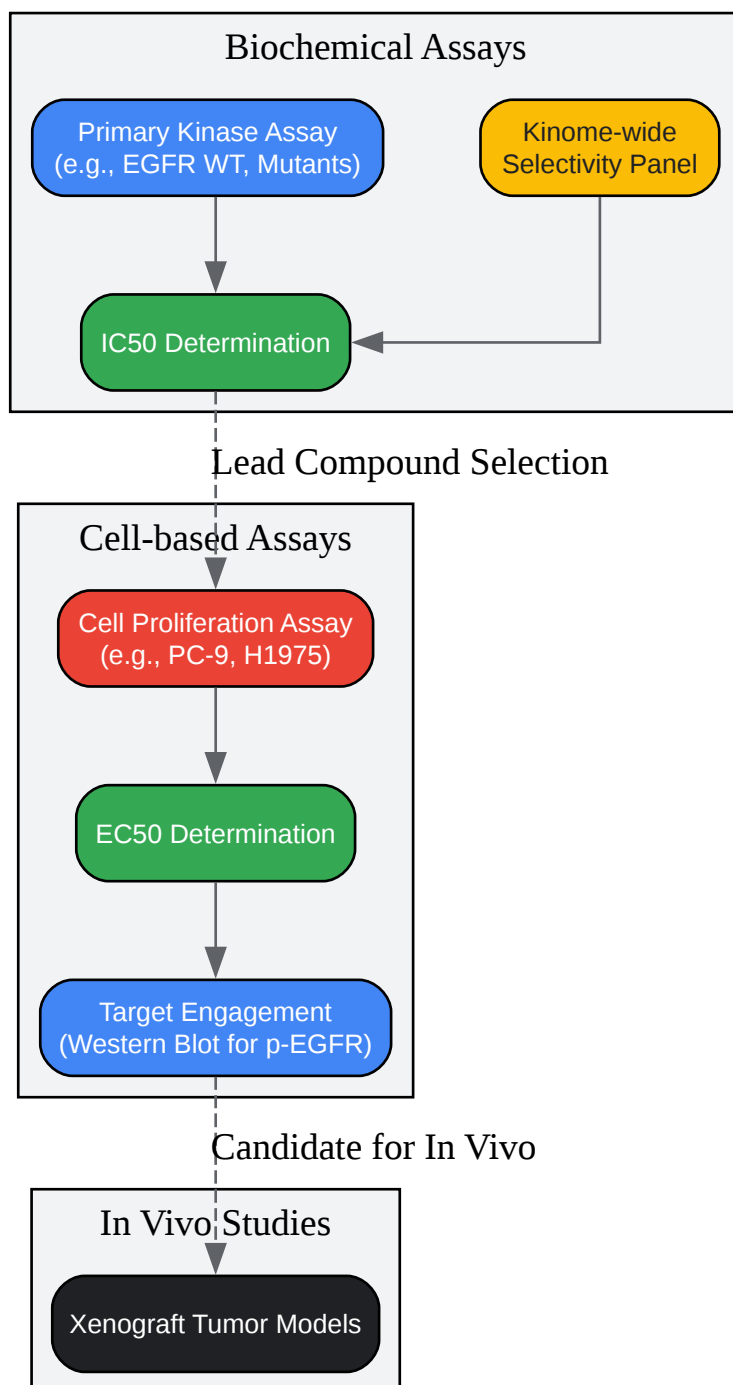 Biochemical Assays
Primary Kinase Assay
(e.g., EGFR WT, Mutants)
Kinome-wide
Selectivity Panel
IC50 Determination
Lead Compound Selection
Cell-based Assays
Cell Proliferation Assay
(e.g., PC-9, H1975)
EC50 Determination
Target Engagement
(Western Blot for p-EGFR)
Candidate for In Vivo
In Vivo Studies
Xenograft Tumor Models